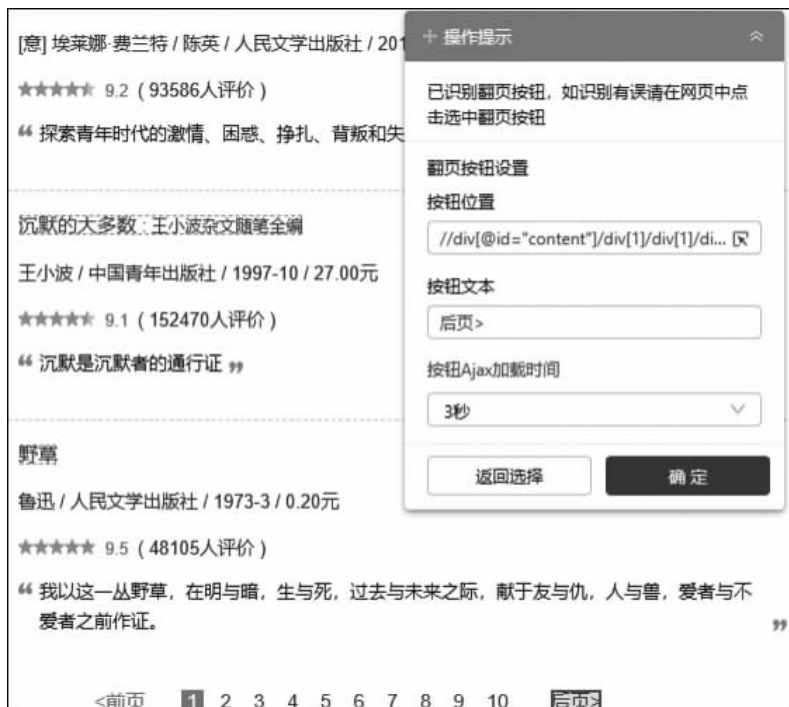 [意] 埃莱娜·费兰特 / 陈英 / 人民文学出版社 / 201
9.2 ( 93586人评价 )
“ 探索青年时代的激情、困惑、挣扎、背叛和失
沉默的大多数 : 王小波杂文随笔全编
王小波 / 中国青年出版社 / 1997-10 / 27.00元
9.1 ( 152470人评价 )
“ 沉默是沉默者的通行证 ”
野草
鲁迅 / 人民文学出版社 / 1973-3 / 0.20元
9.5 ( 48105人评价 )
“ 我以这一丛野草，在明与暗，生与死，过去与未来之际，献于友与仇，人与兽，爱者与不
爱者之前作证。 ”
<前页 1 2 3 4 5 6 7 8 9 10 后页>
操作提示
已识别翻页按钮，如识别有误请在网页中点
击选中翻页按钮
翻页按钮设置
按钮位置
//div[@id="content"]/div[1]/div[1]/di...
按钮文本
后页>
按钮Ajax加载时间
3秒
返回选择 确定